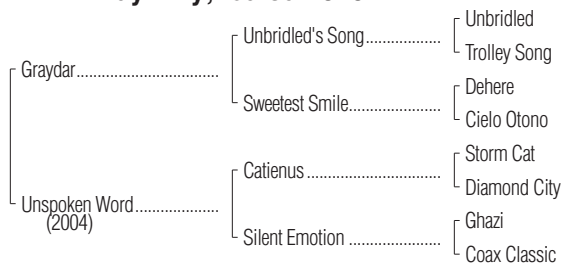 Unbridled
Unbridled's Song....................
Trolley Song
Graydar......................................
Dehere
Sweetest Smile.........................
Cielo Otono
Storm Cat
Catienus ....................................
Diamond City
Unspoken Word.......................
(2004)
Ghazi
Silent Emotion .........................
Coax Classic